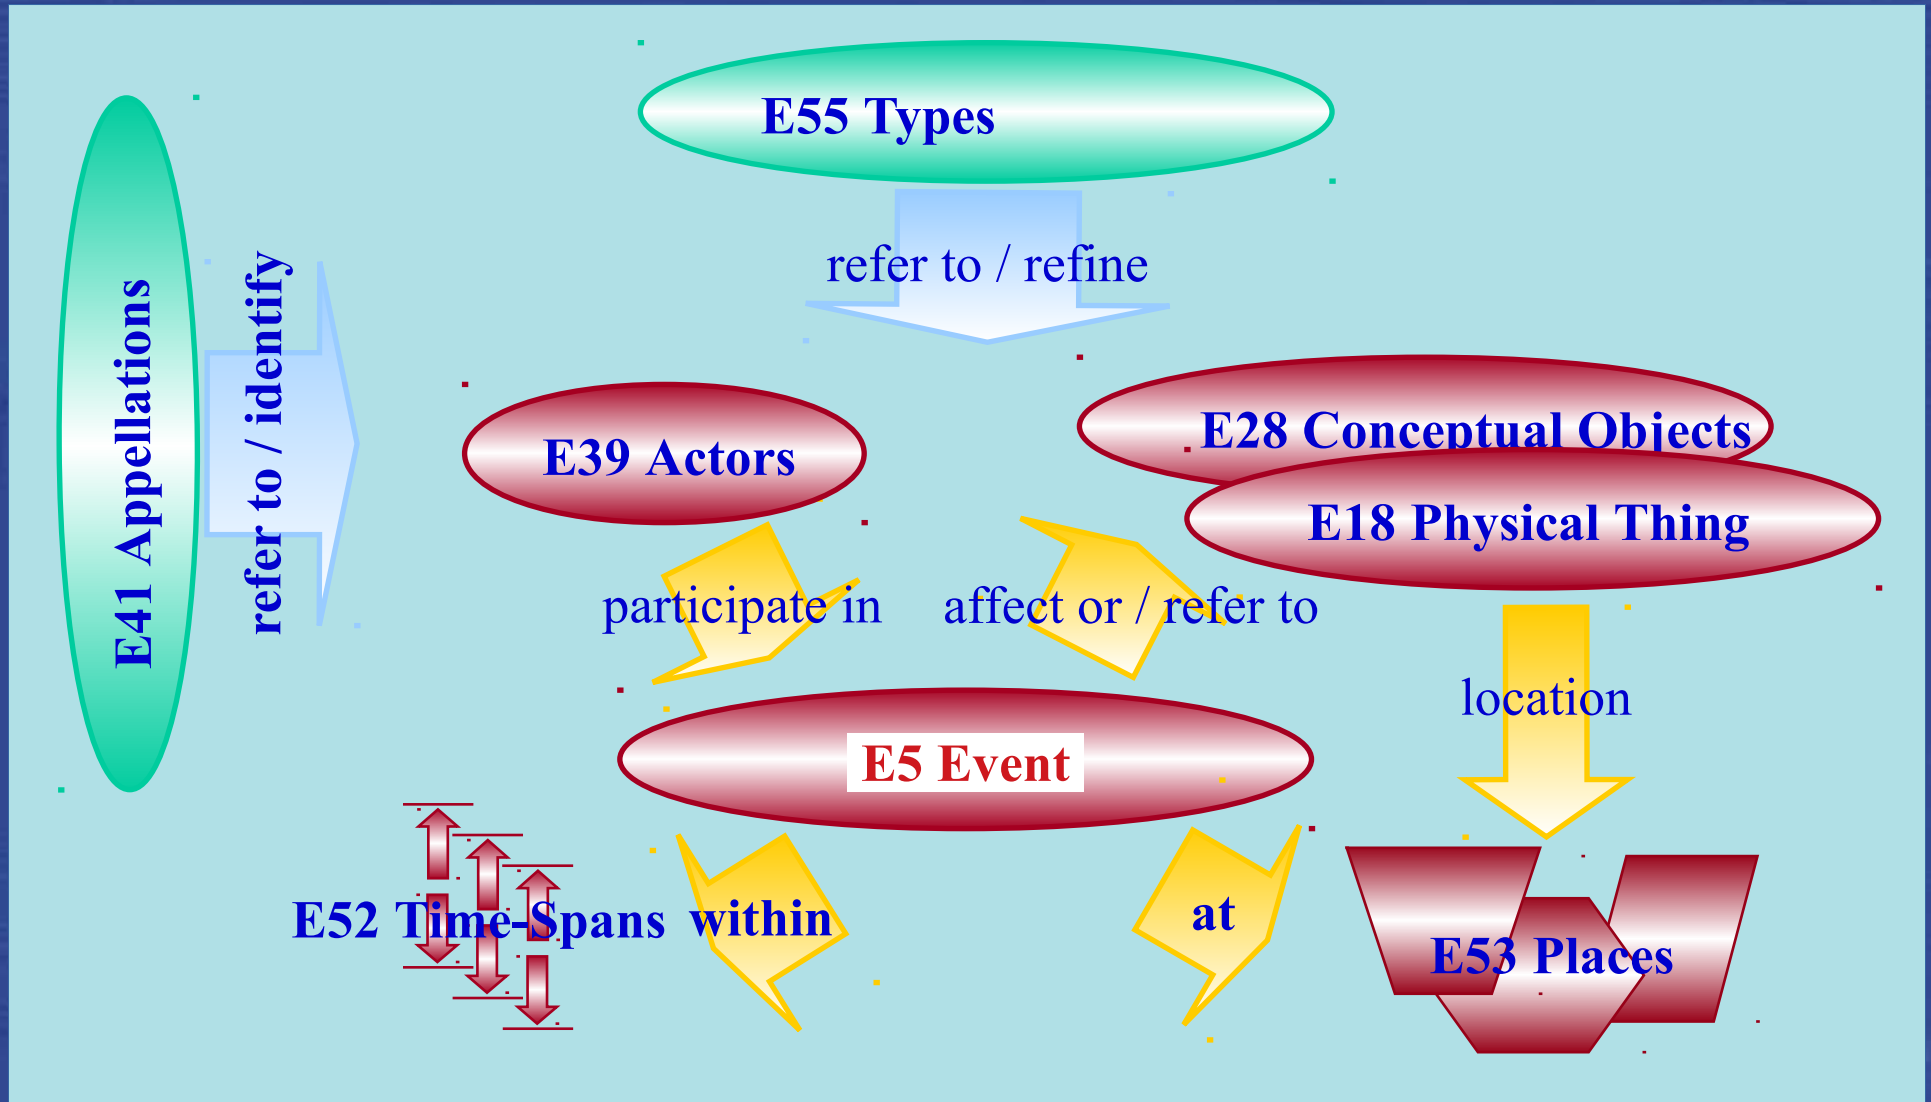 E55 Types
refer to / refine
E41 Appellations
refer to / identify
E39 Actors
E28 Conceptual Objects
E18 Physical Thing
participate in
affect or / refer to
location
E5 Event
E52 Time-Spans
within
at
E53 Places